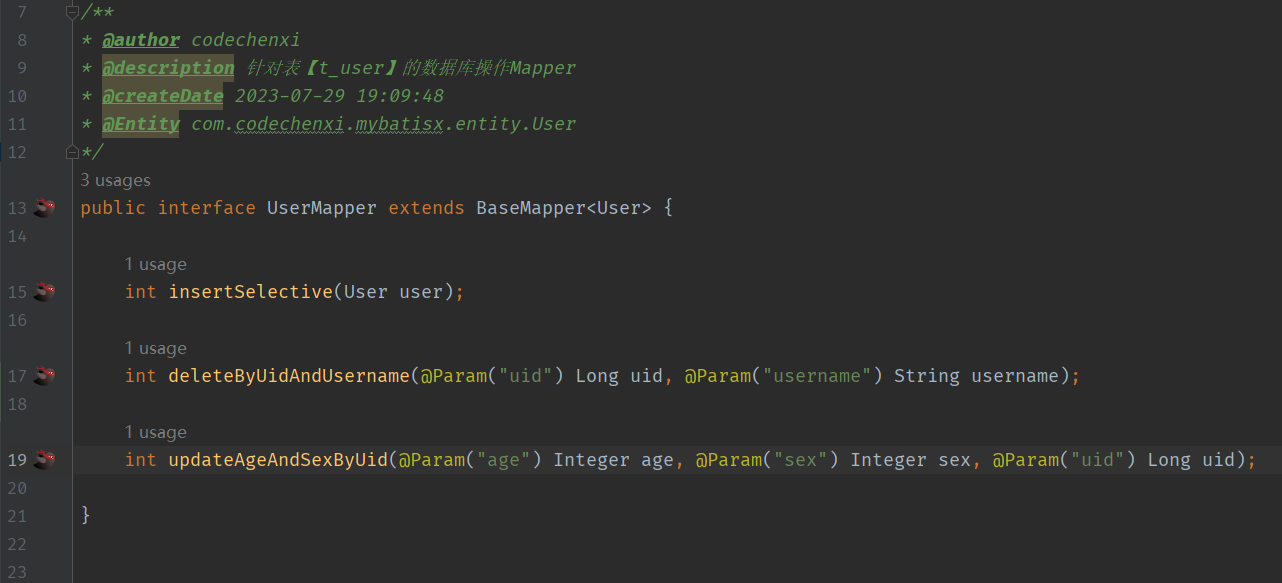 7 /**
8 * @author codechenxi
9 * @description 针对表【t_user】的数据库操作Mapper
10 * @createDate 2023-07-29 19:09:48
11 * @Entity com.codechenxi.mybatisx.entity.User
12 */
3 usages
13 public interface UserMapper extends BaseMapper<User> {
14
1 usage
15 int insertSelective(User user);
16
1 usage
17 int deleteByUidAndUsername(@Param("uid") Long uid, @Param("username") String username);
18
1 usage
19 int updateAgeAndSexByUid(@Param("age") Integer age, @Param("sex") Integer sex, @Param("uid") Long uid);
20
21 }
22
23